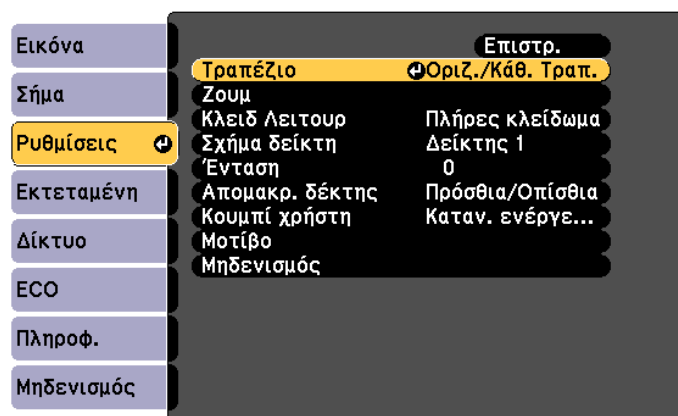 Εικόνα
Σήμα
Ρυθμίσεις
Εκτεταμένη
Δίκτυο
ECO
Πληροφ.
Μηδενισμός
Επιστρ.
Τραπέζιο Οριζ./Κάθ. Τραπ.
Ζουμ
Κλειδ Λειτουρ Πλήρες κλείδωμα
Σχήμα δείκτη Δείκτης 1
Ένταση 0
Απομακρ. δέκτης Πρόσθια/Οπίσθια
Κουμπί χρήστη Καταν. ενέργε...
Μοτίβο
Μηδενισμός